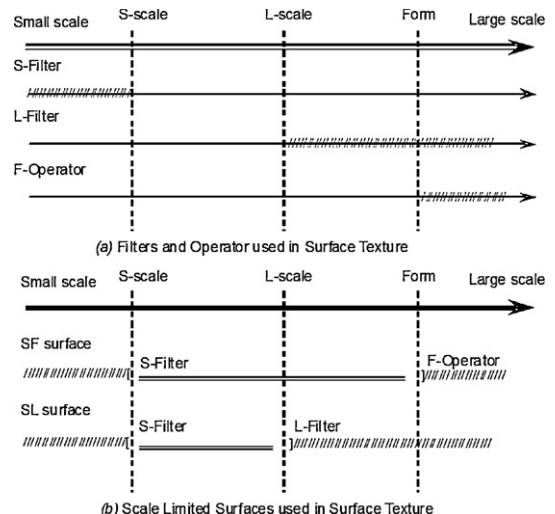 Small scale S-scale L-scale Form Large scale
S-Filter
L-Filter
F-Operator
(a) Filters and Operator used in Surface Texture
Small scale S-scale L-scale Form Large scale
SF surface
S-Filter F-Operator
SL surface
S-Filter L-Filter
(b) Scale Limited Surfaces used in Surface Texture